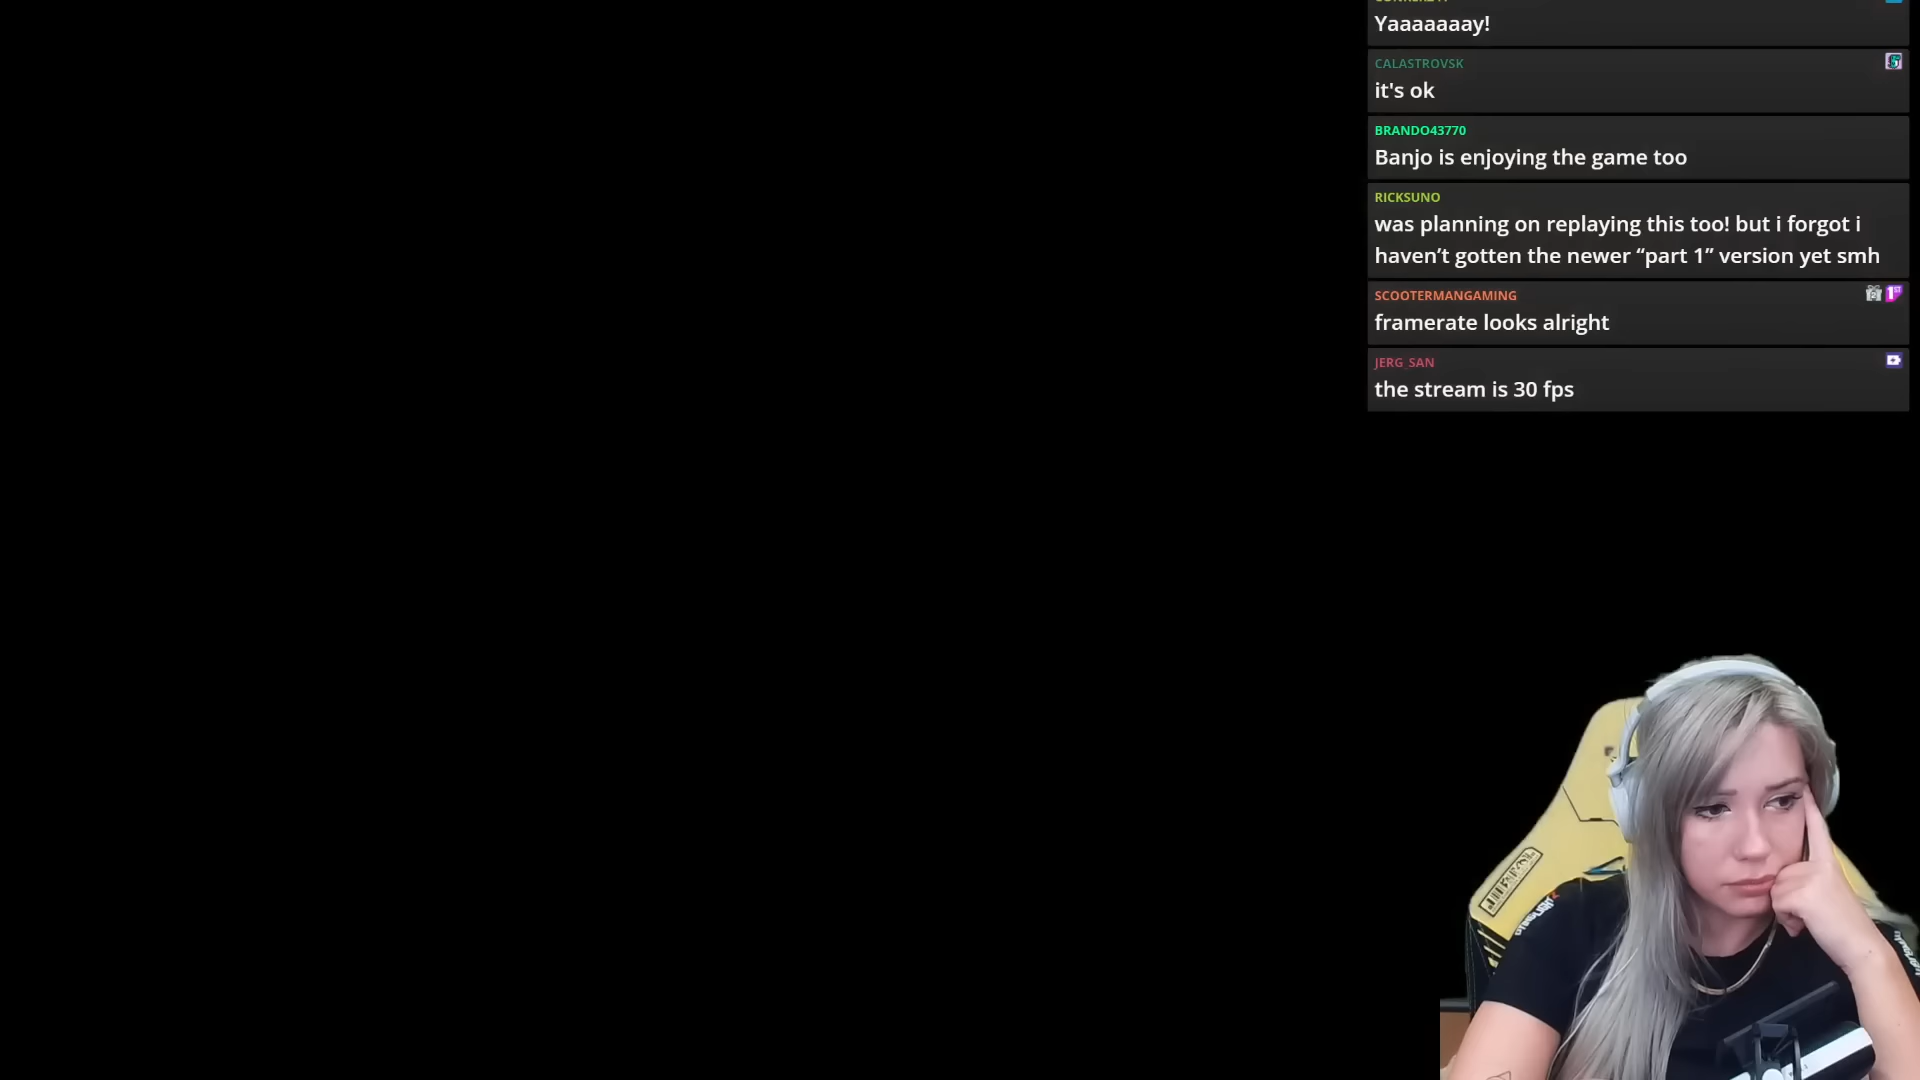 Yaaaaaaay!
CALASTROVSK
it's ok
BRANDO43770
Banjo is enjoying the game too
RICKSUNO
was planning on replaying this too! but i forgot i
haven’t gotten the newer “part 1” version yet smh
SCOOTERMANGAMING
framerate looks alright
JERG_SAN
the stream is 30 fps